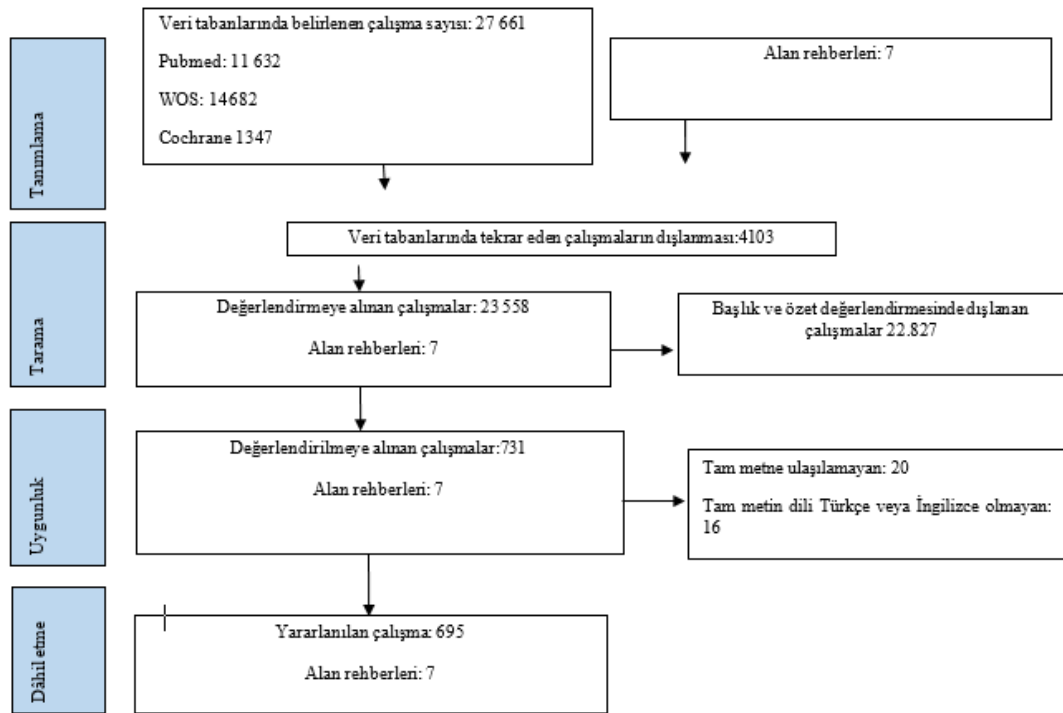 Tanımlama
Veri tabanlarında belirlenen çalışma sayısı: 27 661
Pubmed: 11 632
WOS: 14682
Cochrane 1347
Alan rehberleri: 7
Veri tabanlarında tekrar eden çalışmaların dışlanması:4103
Tarama
Değerlendirmeye alınan çalışmalar: 23 558
Alan rehberleri: 7
Başlık ve özet değerlendirmesinde dışlanan
çalışmalar 22.827
Uygunluk
Değerlendirilmeye alınan çalışmalar:731
Alan rehberleri: 7
Tam metne ulaşılamayan: 20
Tam metin dili Türkçe veya İngilizce olmayan:
16
Dâhil etme
Yararlanılan çalışma: 695
Alan rehberleri: 7